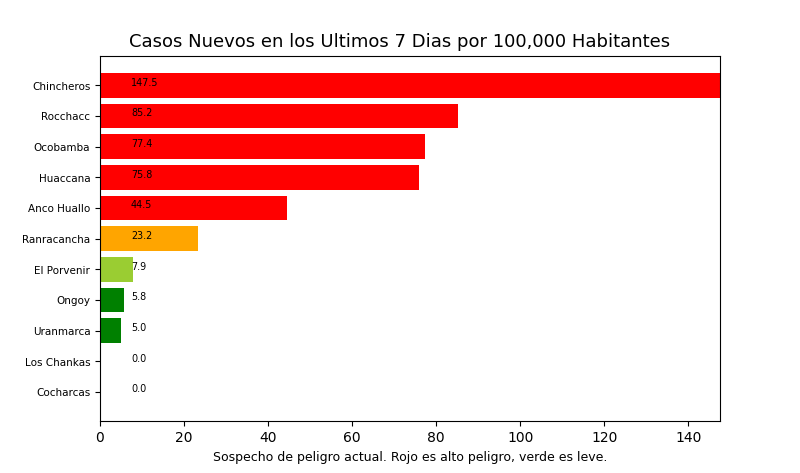 Casos Nuevos en los Ultimos 7 Dias por 100,000 Habitantes
Chincheros 147.5
Rocchacc 85.2
Ocobamba 77.4
Huaccana 75.8
Anco Huallo 44.5
Ranracancha 23.2
El Porvenir 7.9
Ongoy 5.8
Uranmarca 5.0
Los Chankas 0.0
Cocharcas 0.0
0 20 40 60 80 100 120 140
Sospecho de peligro actual. Rojo es alto peligro, verde es leve.